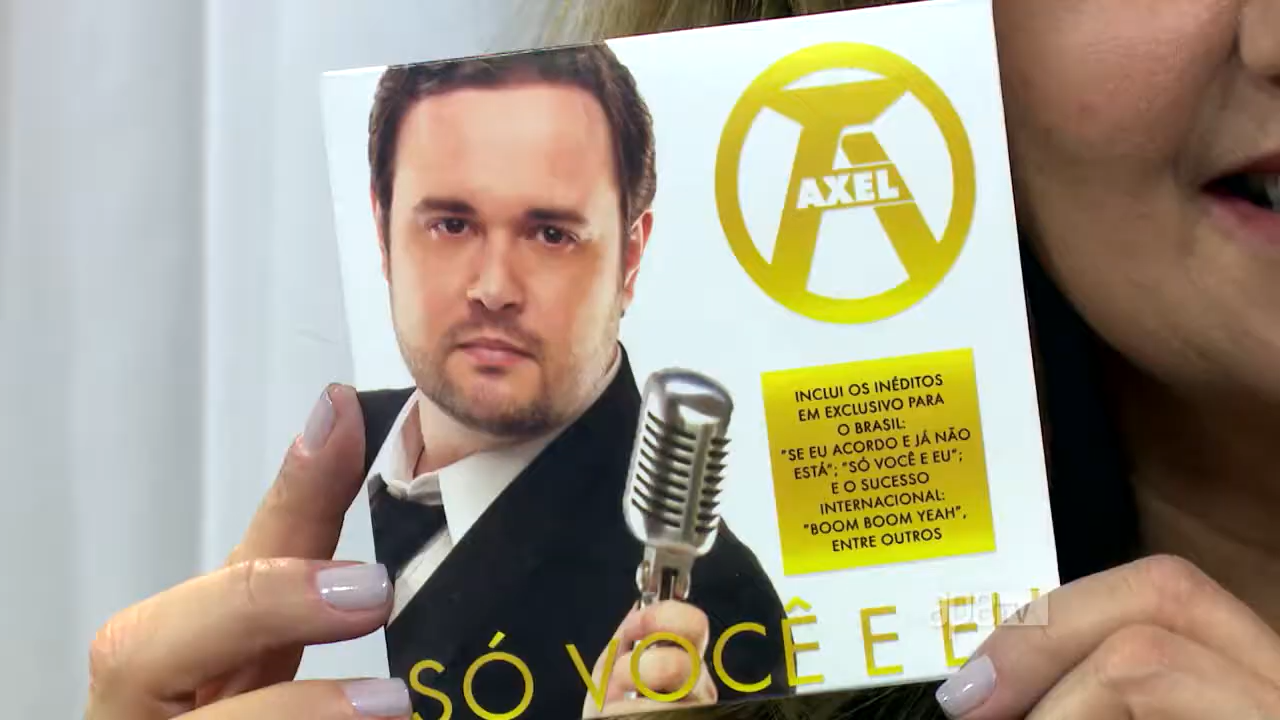 AXEL
INCLUI OS INÉDITOS
EM EXCLUSIVO PARA
O BRASIL:
"SE EU ACORDO E JÁ NÃO
ESTÁ"; "SÓ VOCÊ E EU";
E O SUCESSO
INTERNACIONAL:
"BOOM BOOM YEAH",
ENTRE OUTROS
SÓ VOCÊ E EU